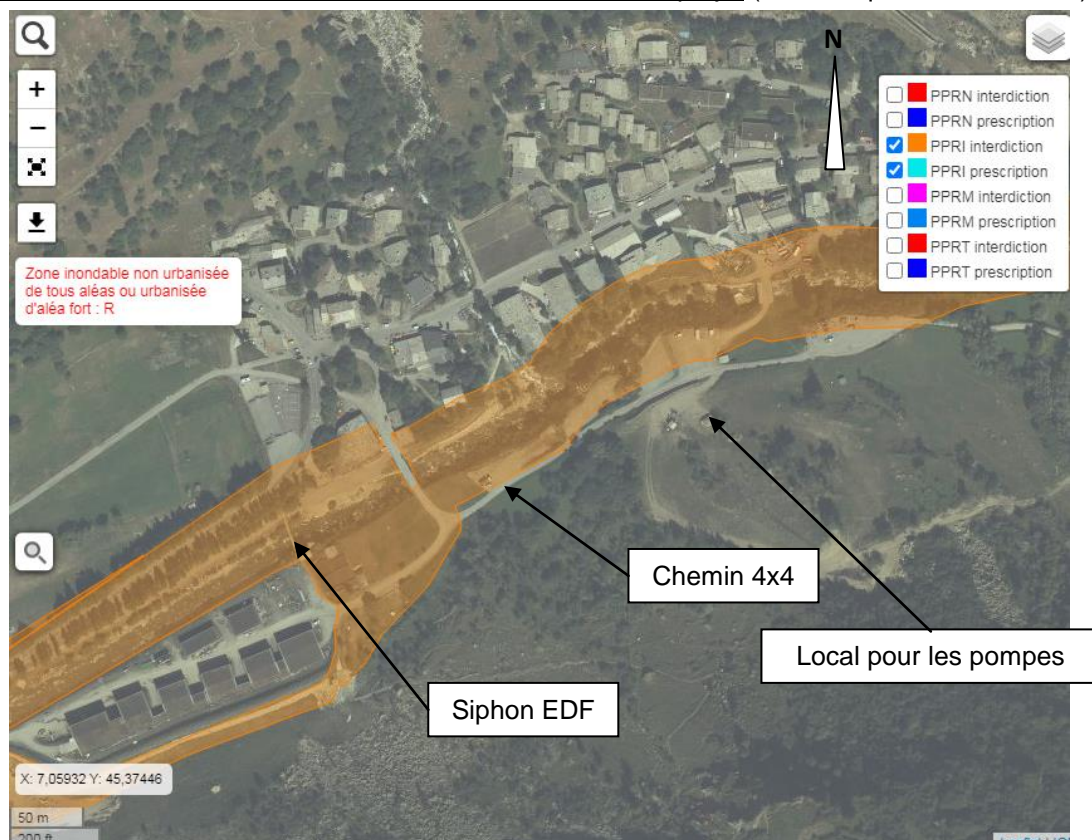 N
PPRN interdiction
PPRN prescription
PPRI interdiction
PPRI prescription
PPRM interdiction
PPRM prescription
PPRT interdiction
PPRT prescription
Zone inondable non urbanisée
de tous aléas ou urbanisée
d'aléa fort : R
Chemin 4x4
Local pour les pompes
Siphon EDF
X: 7,05932 Y: 45,37446
50 m
200 ft